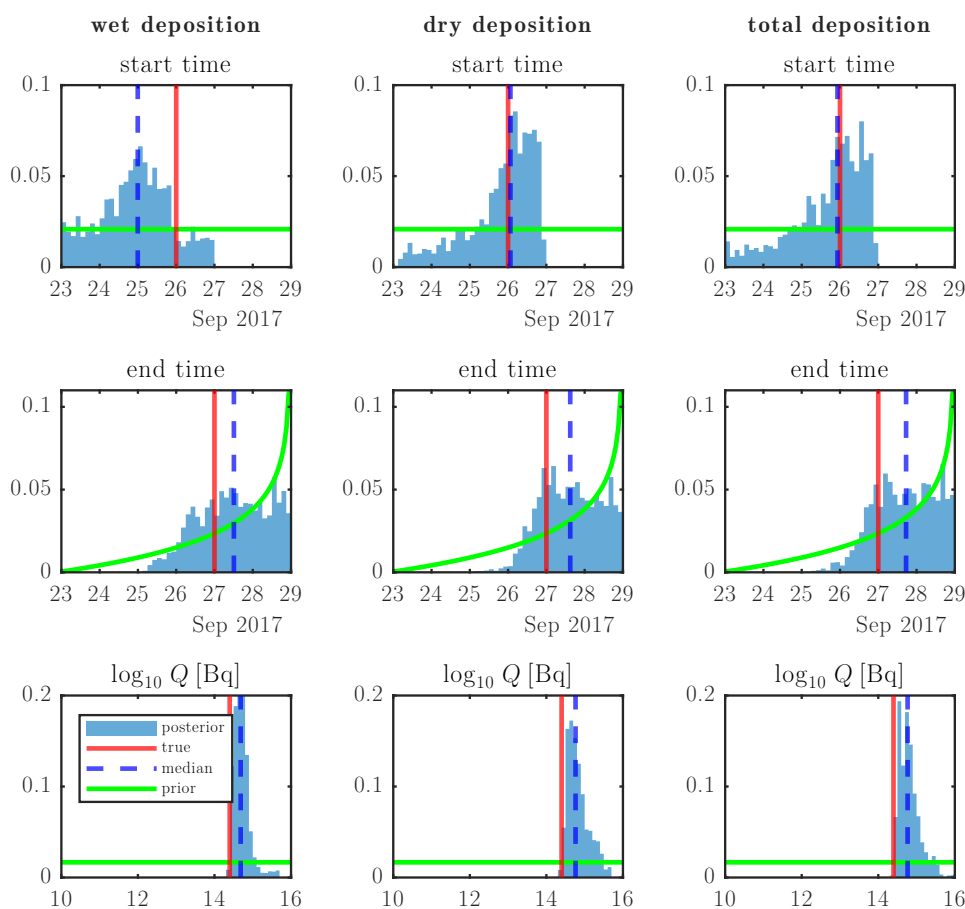 wet deposition dry deposition total deposition
start time start time start time
0.1 0.1 0.1
0.05 0.05 0.05
0 0 0
23 24 25 26 27 28 29 23 24 25 26 27 28 29 23 24 25 26 27 28 29
Sep 2017 Sep 2017 Sep 2017
end time end time end time
0.1 0.1 0.1
0.05 0.05 0.05
0 0 0
23 24 25 26 27 28 29 23 24 25 26 27 28 29 23 24 25 26 27 28 29
Sep 2017 Sep 2017 Sep 2017
log₁₀ Q [Bq] log₁₀ Q [Bq] log₁₀ Q [Bq]
0.2 0.2 0.2
posterior
true
0.1 0.1 0.1
median
prior
0 0 0
10 12 14 16 10 12 14 16 10 12 14 16